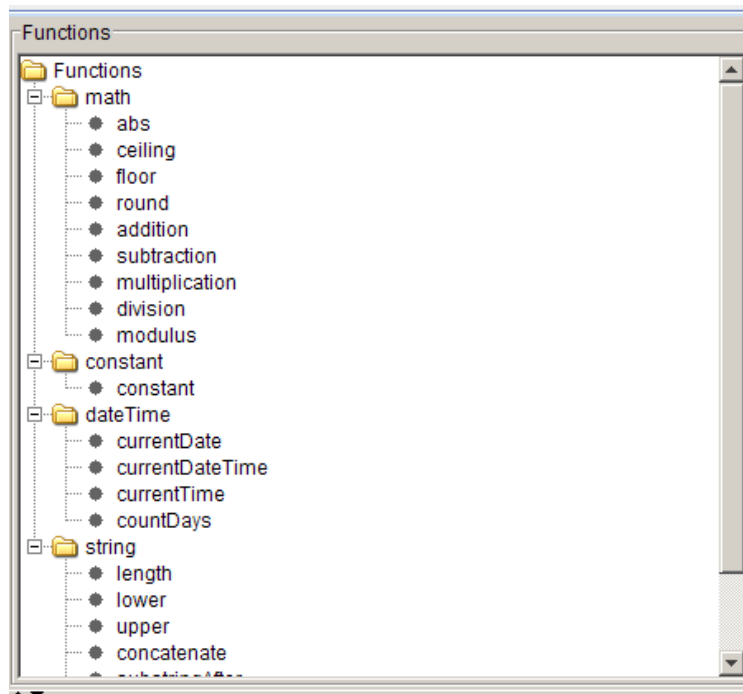 Functions
Functions
math
abs
ceiling
floor
round
addition
subtraction
multiplication
division
modulus
constant
constant
dateTime
currentDate
currentDateTime
currentTime
countDays
string
length
lower
upper
concatenate
substringAfter